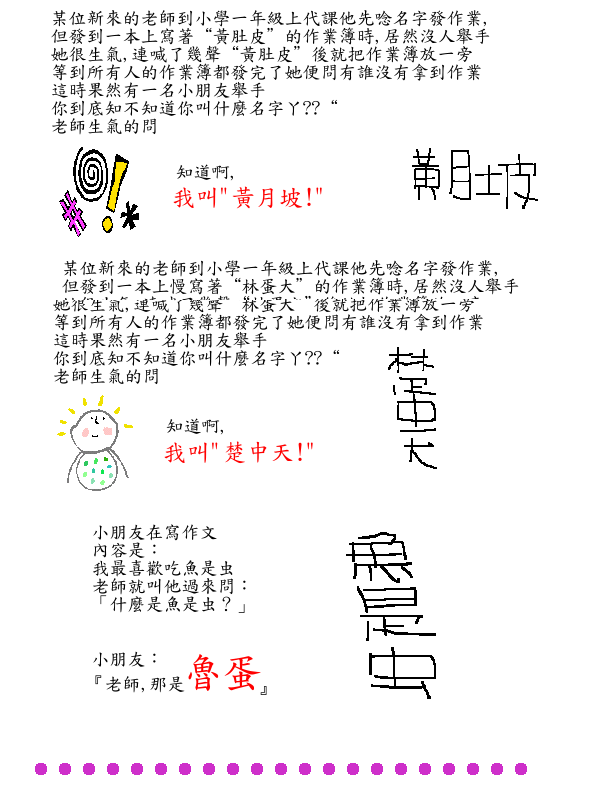 某位新來的老師到小學一年級上代課他先唸名字發作業,
但發到一本上寫著“黃肚皮”的作業簿時,居然沒人舉手
她很生氣,連喊了幾聲“黃肚皮”後就把作業簿放一旁
等到所有人的作業簿都發完了她便問有誰沒有拿到作業
這時果然有一名小朋友舉手
你到底知不知道你叫什麼名字丫??“
老師生氣的問
知道啊,
我叫"黃月坡!"
黃月土皮
某位新來的老師到小學一年級上代課他先唸名字發作業,
但發到一本上慢寫著“林蛋大”的作業簿時,居然沒人舉手
她很生氣,連喊了幾聲“林蛋大”後就把作業簿放一旁
等到所有人的作業簿都發完了她便問有誰沒有拿到作業
這時果然有一名小朋友舉手
你到底知不知道你叫什麼名字丫??“
老師生氣的問
知道啊,
我叫"楚中天!"
林蛋大
小朋友在寫作文
內容是：
我最喜歡吃魚是虫
老師就叫他過來問：
「什麼是魚是虫？」
小朋友：
『老師,那是魯蛋』